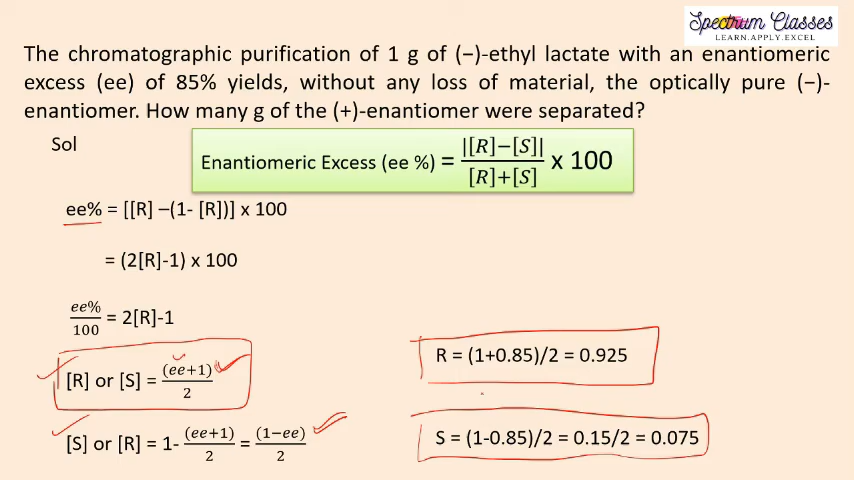 Spectrum Classes
LEARN.APPLY.EXCEL
The chromatographic purification of 1 g of (−)-ethyl lactate with an enantiomeric
excess (ee) of 85% yields, without any loss of material, the optically pure (−)-
enantiomer. How many g of the (+)-enantiomer were separated?
Sol
Enantiomeric Excess (ee %) = |[R]−[S]| / [R]+[S] x 100
ee% = [[R] –(1- [R])] x 100
= (2[R]-1) x 100
ee%/100 = 2[R]-1
[R] or [S] = (ee+1)/2
R = (1+0.85)/2 = 0.925
[S] or [R] = 1- (ee+1)/2 = (1−ee)/2
S = (1-0.85)/2 = 0.15/2 = 0.075